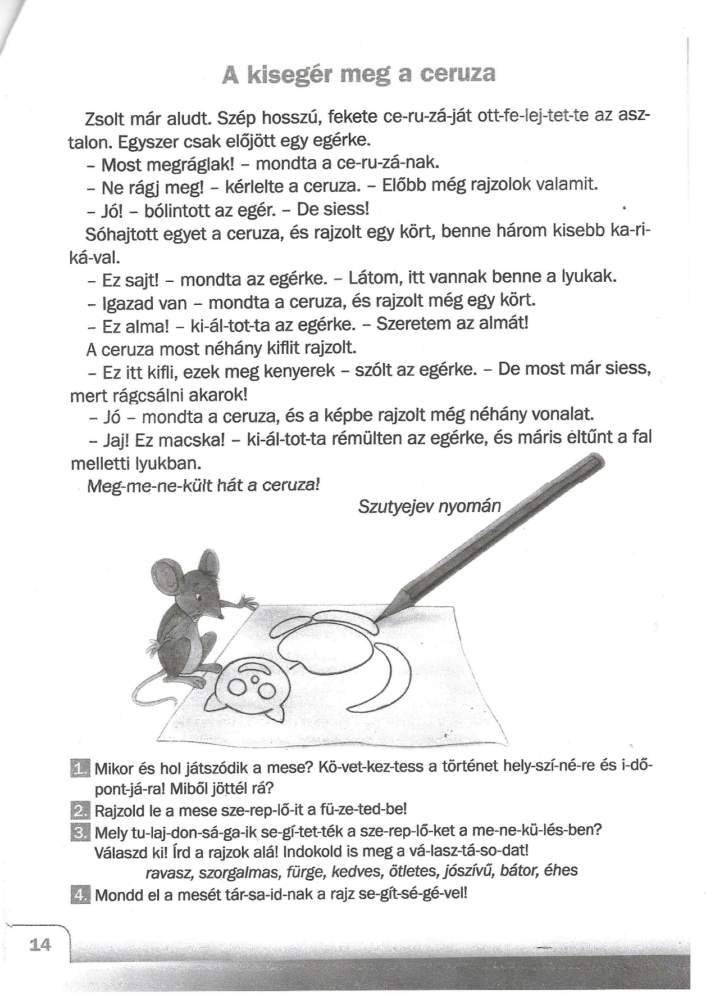 A kisegér meg a ceruza
Zsolt már aludt. Szép hosszú, fekete ce-ru-zá-ját ott-fe-lej-tet-te az asz-
talon. Egyszer csak előjött egy egérke.
– Most megráglak! – mondta a ce-ru-zá-nak.
– Ne rágj meg! – kérlelte a ceruza. – Előbb még rajzolok valamit.
– Jó! – bólintott az egér. – De siess!
Sóhajtott egyet a ceruza, és rajzolt egy kört, benne három kisebb ka-ri-
ká-val.
– Ez sajt! – mondta az egérke. – Látom, itt vannak benne a lyukak.
– Igazad van – mondta a ceruza, és rajzolt még egy kört.
– Ez alma! – ki-ál-tot-ta az egérke. – Szeretem az almát!
A ceruza most néhány kiflit rajzolt.
– Ez itt kifli, ezek meg kenyerek – szólt az egérke. – De most már siess,
mert rágcsálni akarok!
– Jó – mondta a ceruza, és a képbe rajzolt még néhány vonalat.
– Jaj! Ez macska! – ki-ál-tot-ta rémülten az egérke, és máris eltűnt a fal
melletti lyukban.
Meg-me-ne-kült hát a ceruza!
Szutyejev nyomán
1. Mikor és hol játszódik a mese? Kö-vet-kez-tess a történet hely-szí-né-re és i-dő-
pont-já-ra! Miből jöttél rá?
2. Rajzold le a mese sze-rep-lő-it a fü-ze-ted-be!
3. Mely tu-laj-don-sá-ga-ik se-gí-tet-ték a sze-rep-lő-ket a me-ne-kü-lés-ben?
Válaszd ki! Írd a rajzok alá! Indokold is meg a vá-lasz-tá-so-dat!
ravasz, szorgalmas, fürge, kedves, ötletes, jószívű, bátor, éhes
4. Mondd el a mesét tár-sa-id-nak a rajz se-gít-sé-gé-vel!
14